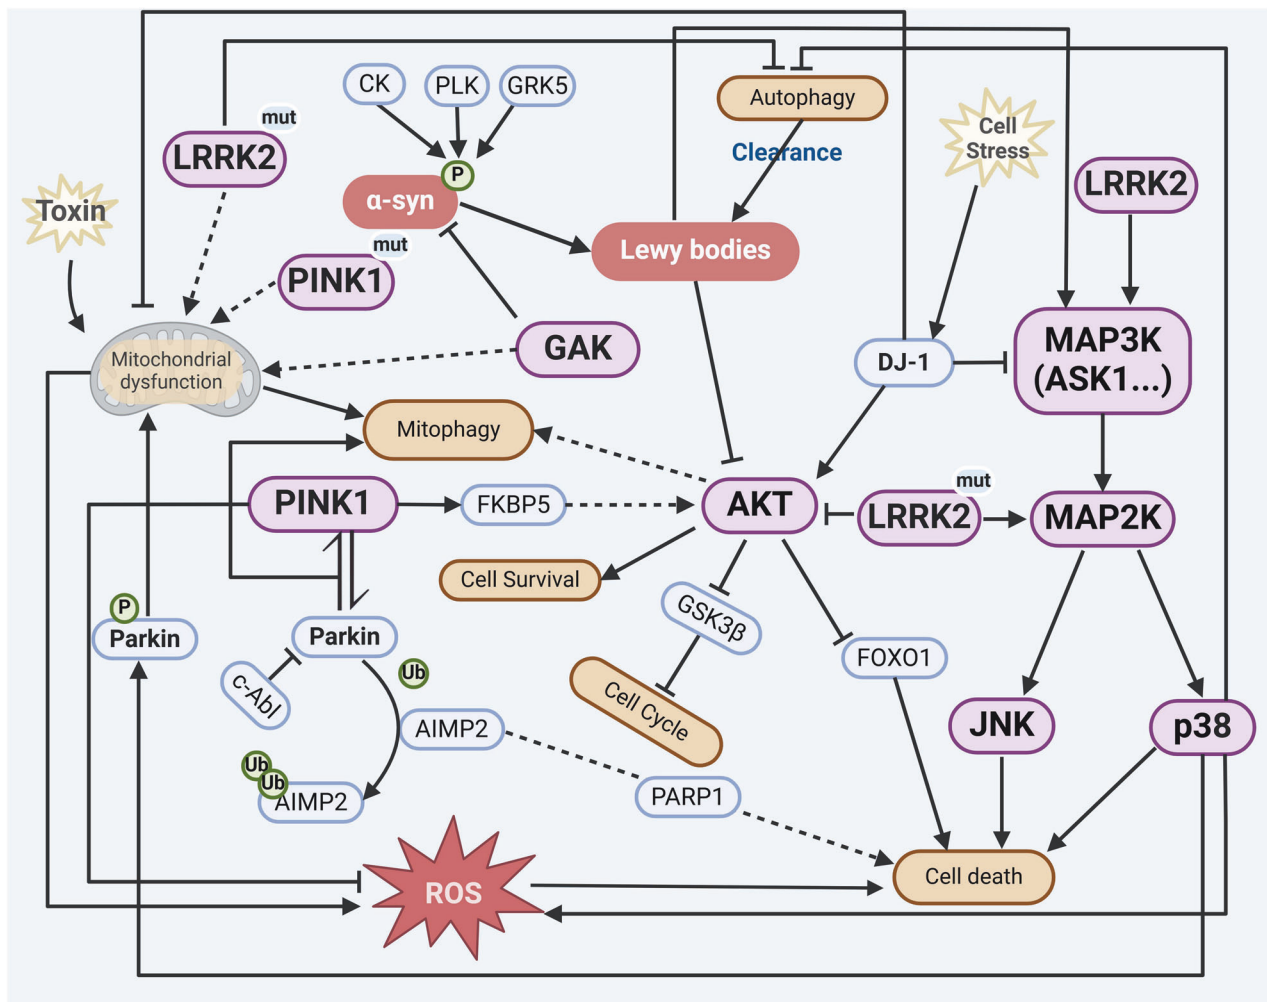 CK
PLK
GRK5
Autophagy
mut
Clearance
Cell
Stress
LRRK2
P
LRRK2
α-syn
Toxin
mut
Lewy bodies
PINK1
GAK
MAP3K
(ASK1...)
Mitochondrial
dysfunction
DJ-1
Mitophagy
mut
PINK1
FKBP5
AKT
LRRK2
MAP2K
Cell Survival
P
GSK3β
Parkin
Parkin
FOXO1
Ub
c-Abl
Cell Cycle
AIMP2
JNK
p38
Ub
Ub
AIMP2
PARP1
Cell death
ROS